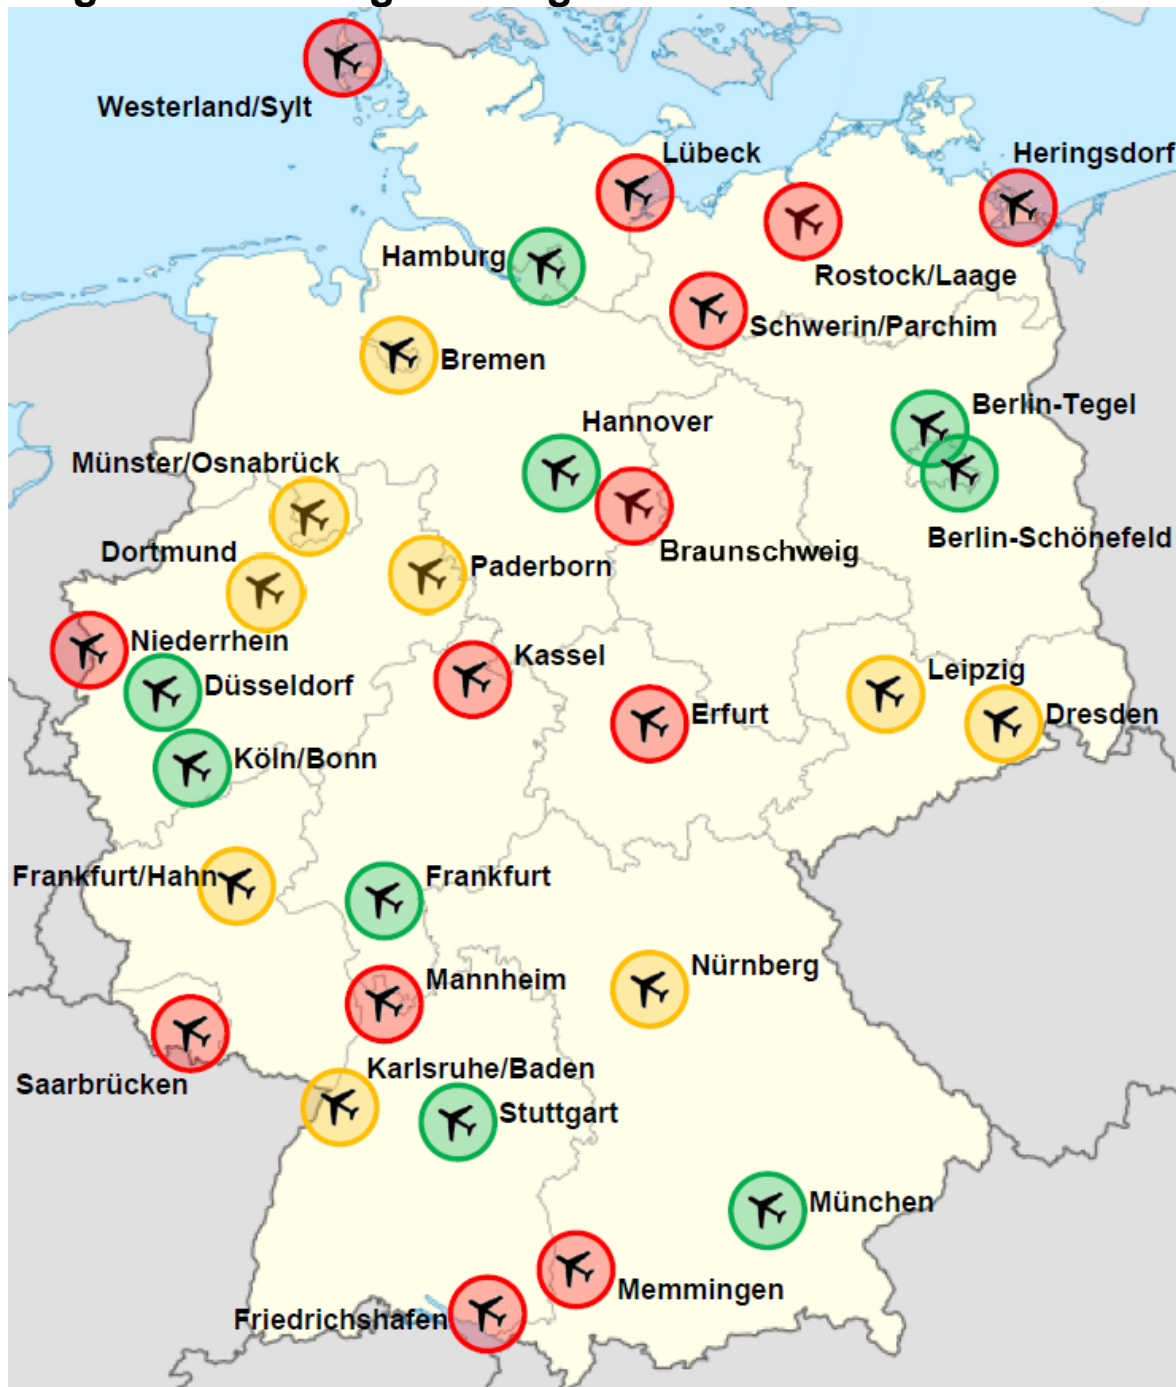 Westerland/Sylt
Lübeck
Heringsdorf
Hamburg
Rostock/Laage
Schwerin/Parchim
Bremen
Berlin-Tegel
Hannover
Münster/Osnabrück
Berlin-Schönefeld
Dortmund
Braunschweig
Paderborn
Niederrhein
Kassel
Leipzig
Düsseldorf
Erfurt
Dresden
Köln/Bonn
Frankfurt/Hahn
Frankfurt
Nürnberg
Mannheim
Karlsruhe/Baden
Saarbrücken
Stuttgart
München
Memmingen
Friedrichshafen